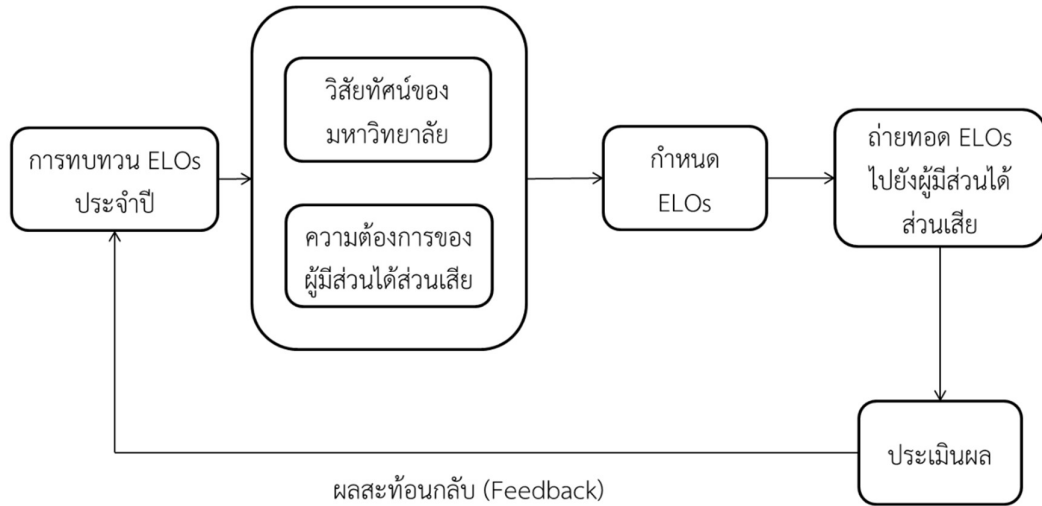 การทบทวน ELOs
ประจำปี
วิสัยทัศน์ของ
มหาวิทยาลัย
ความต้องการของ
ผู้มีส่วนได้ส่วนเสีย
กำหนด
ELOs
ถ่ายทอด ELOs
ไปยังผู้มีส่วนได้
ส่วนเสีย
ประเมินผล
ผลสะท้อนกลับ (Feedback)